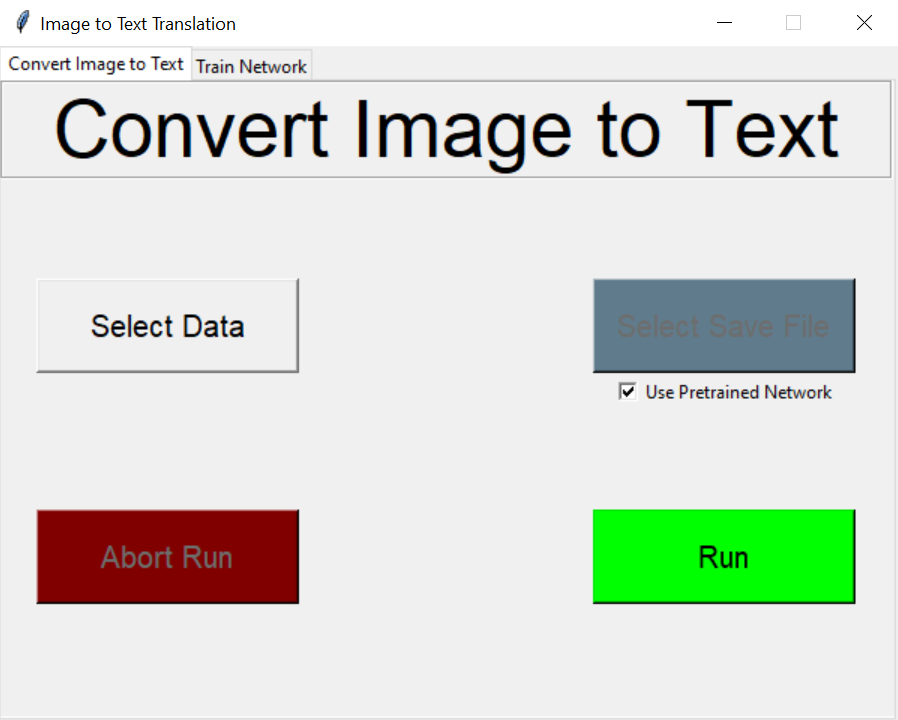 Image to Text Translation
Convert Image to Text Train Network
Convert Image to Text
Select Data Select Save File
Use Pretrained Network
Abort Run Run